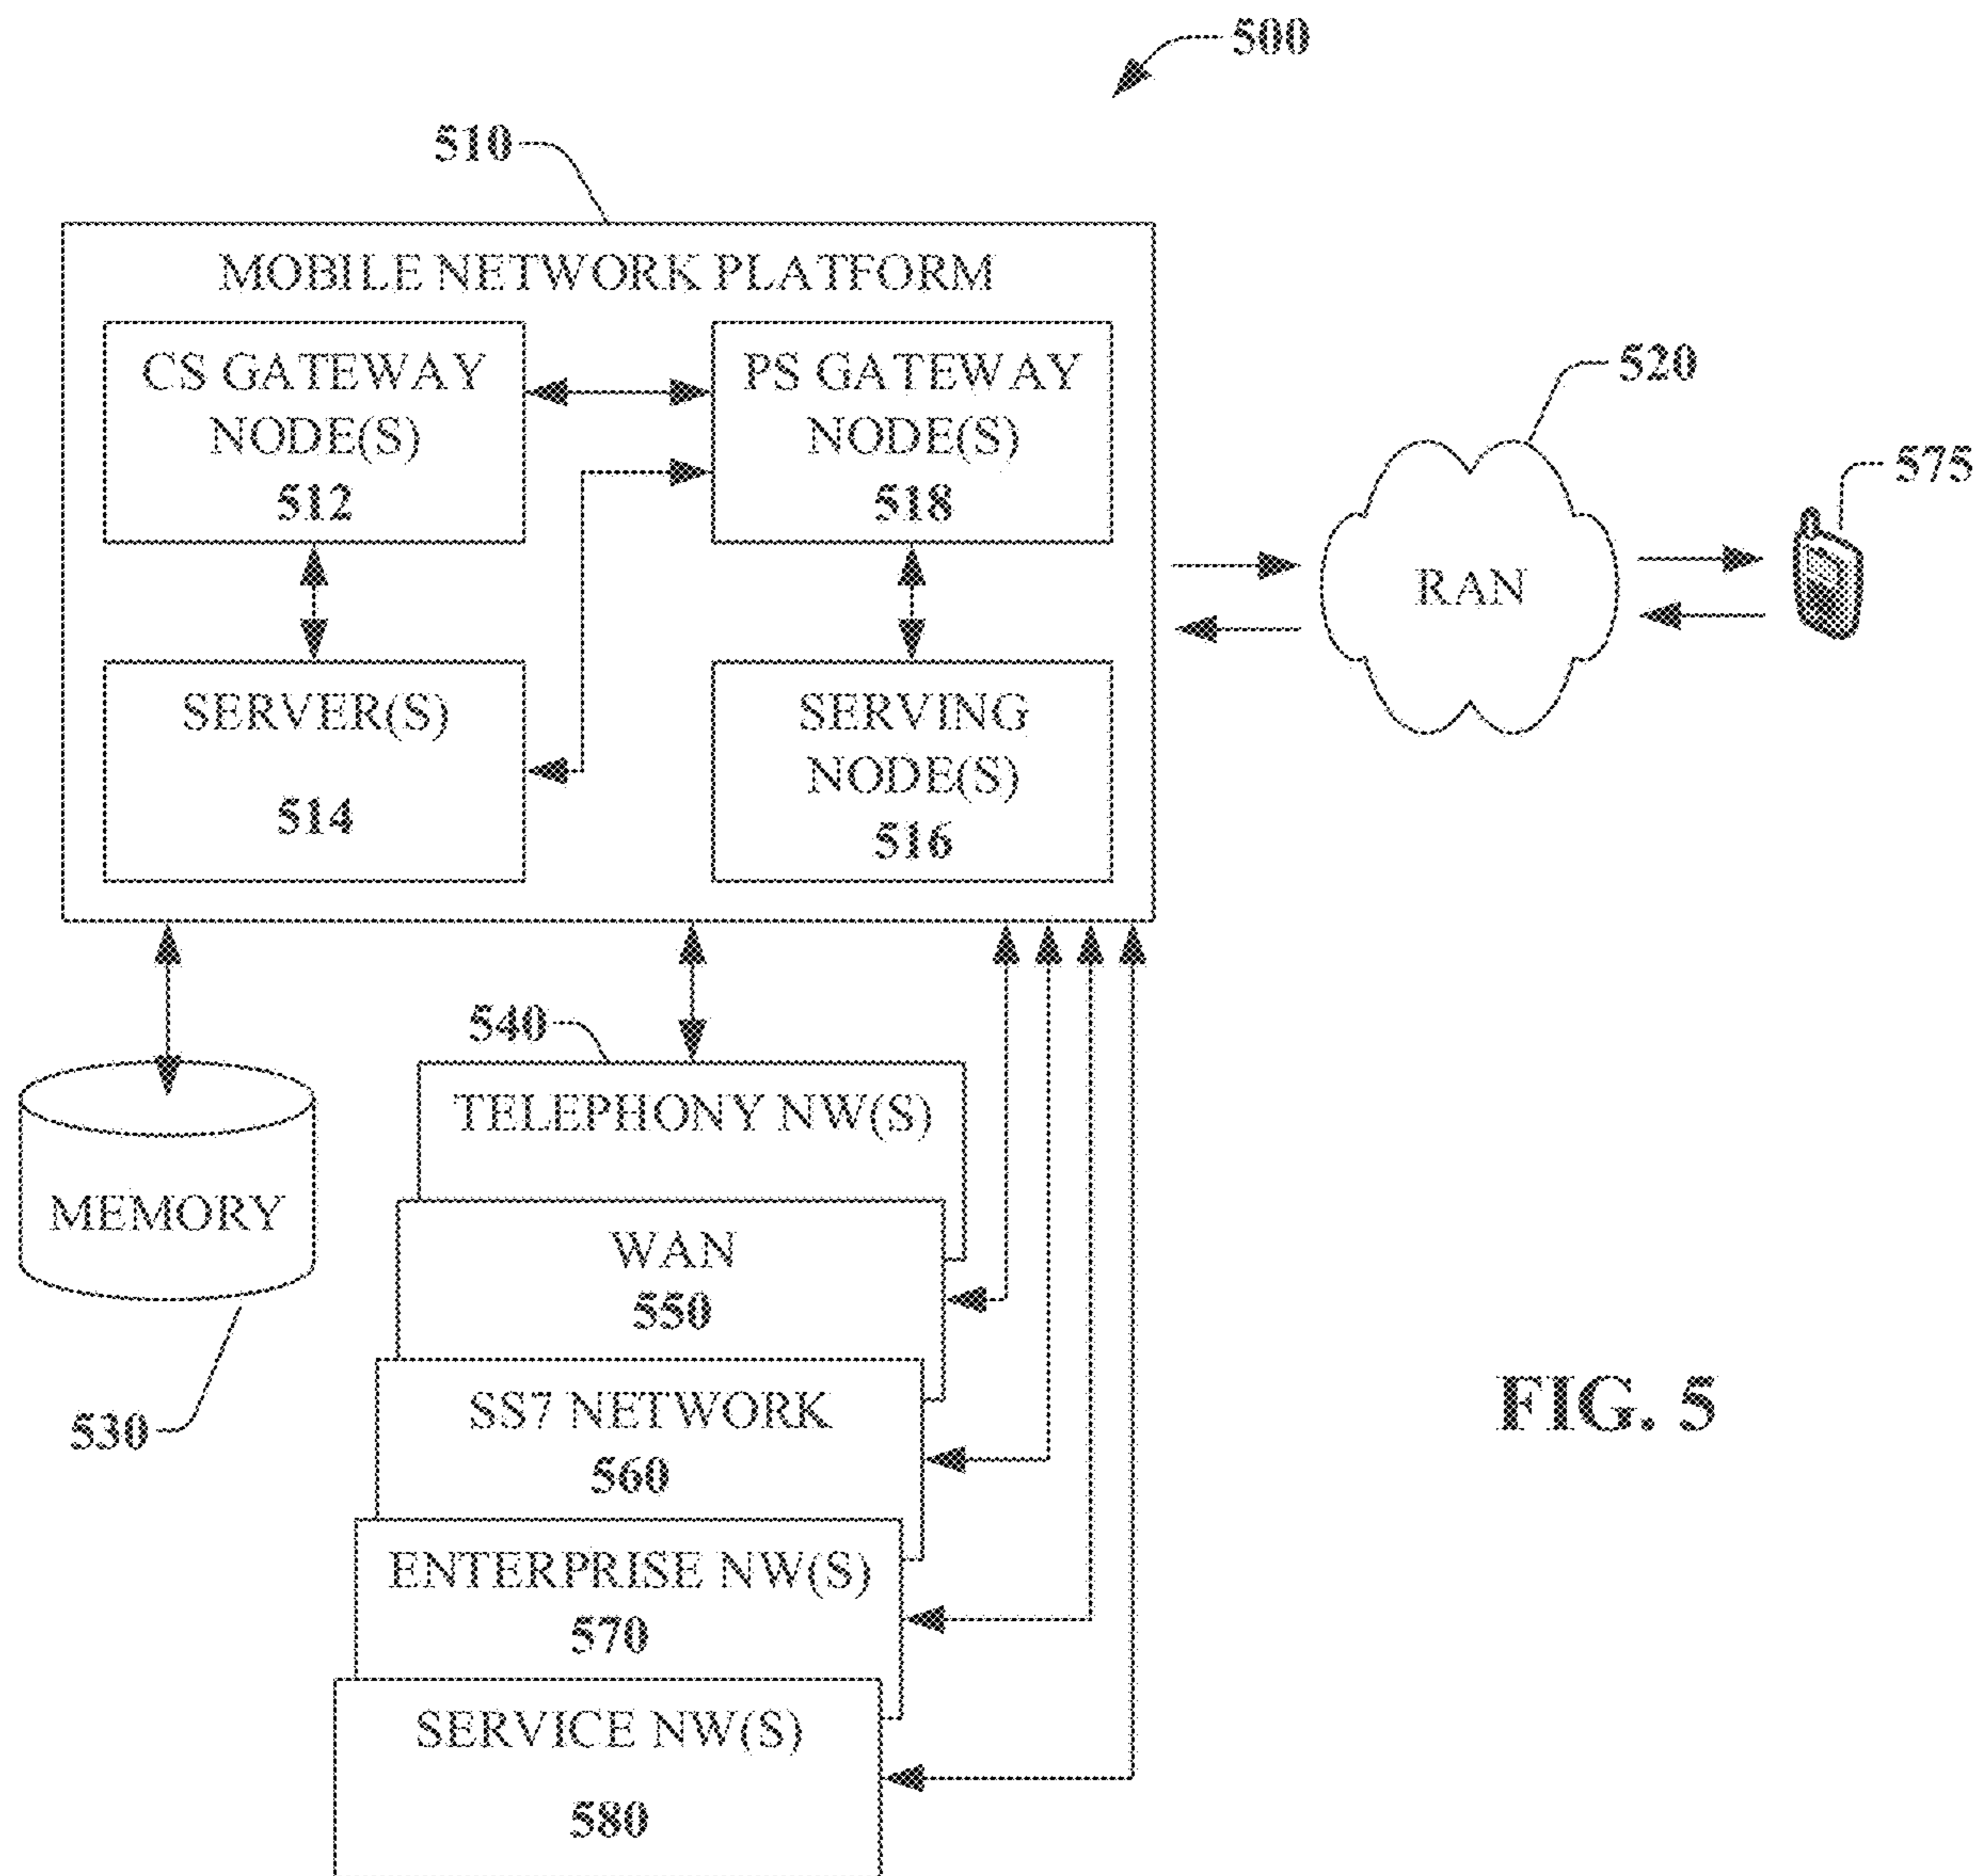 500
510
MOBILE NETWORK PLATFORM
CS GATEWAY
NODE(S)
512
PS GATEWAY
NODE(S)
518
520
575
RAN
SERVER(S)
514
SERVING
NODE(S)
516
540
TELEPHONY NW(S)
MEMORY
530
WAN
550
SS7 NETWORK
560
ENTERPRISE NW(S)
570
SERVICE NW(S)
580
FIG. 5